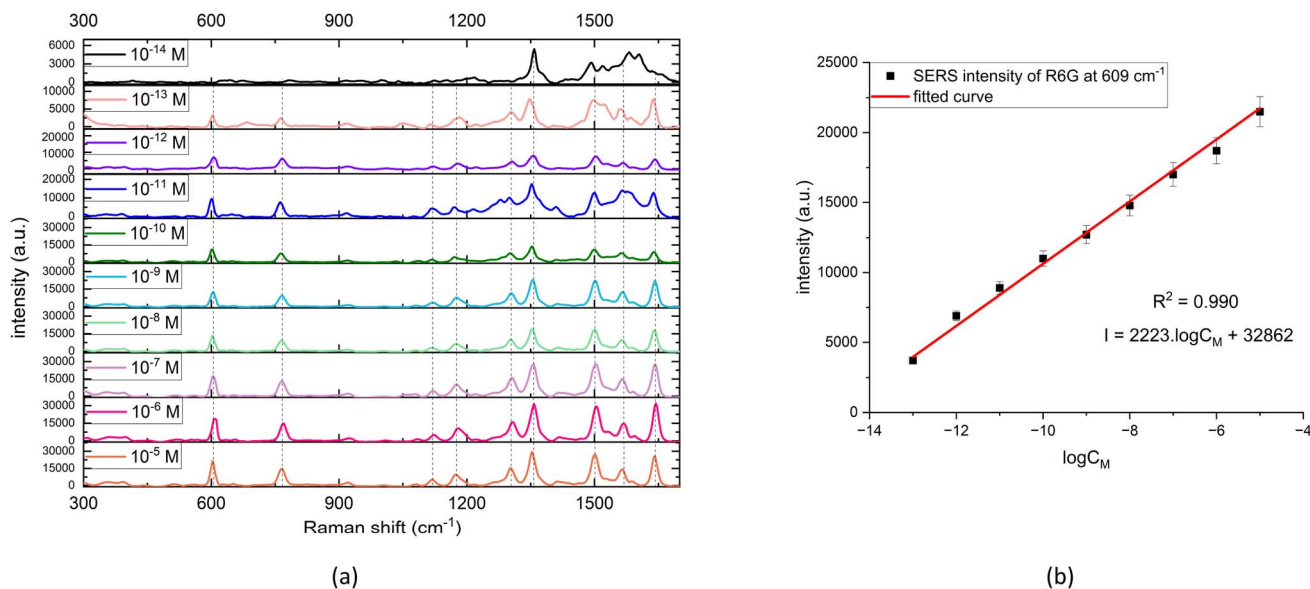 300 600 900 1200 1500
6000
3000
0
10⁻¹⁴ M
10000
5000
0
10⁻¹³ M
20000
10000
0
10⁻¹² M
20000
10000
0
10⁻¹¹ M
30000
15000
0
10⁻¹⁰ M
30000
15000
0
10⁻⁹ M
30000
15000
0
10⁻⁸ M
30000
15000
0
10⁻⁷ M
30000
15000
0
10⁻⁶ M
30000
15000
0
10⁻⁵ M
intensity (a.u.)
300 600 900 1200 1500
Raman shift (cm⁻¹)
(a)
25000
20000
15000
10000
5000
0
intensity (a.u.)
SERS intensity of R6G at 609 cm⁻¹
fitted curve
R² = 0.990
I = 2223.logC_M + 32862
−14 −12 −10 −8 −6 −4
logC_M
(b)